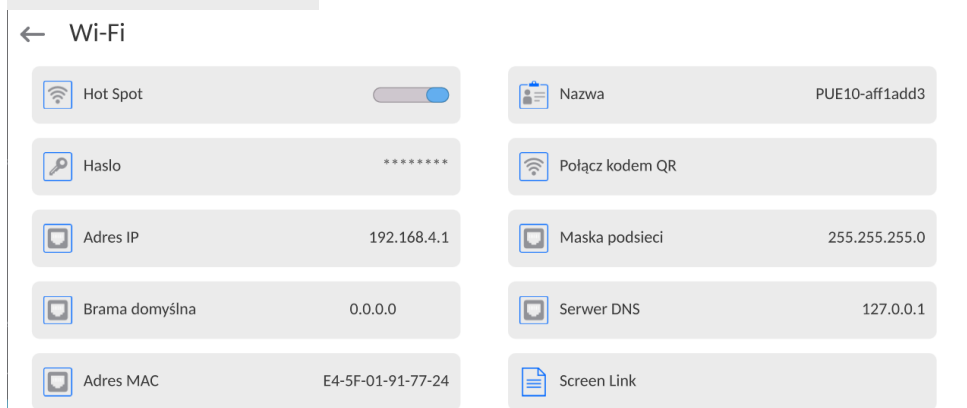 Wi-Fi
Hot Spot
Nazwa PUE10-aff1add3
Haslo ********
Połącz kodem QR
Adres IP 192.168.4.1
Maska podsieci 255.255.255.0
Brama domyślna 0.0.0.0
Serwer DNS 127.0.0.1
Adres MAC E4-5F-01-91-77-24
Screen Link